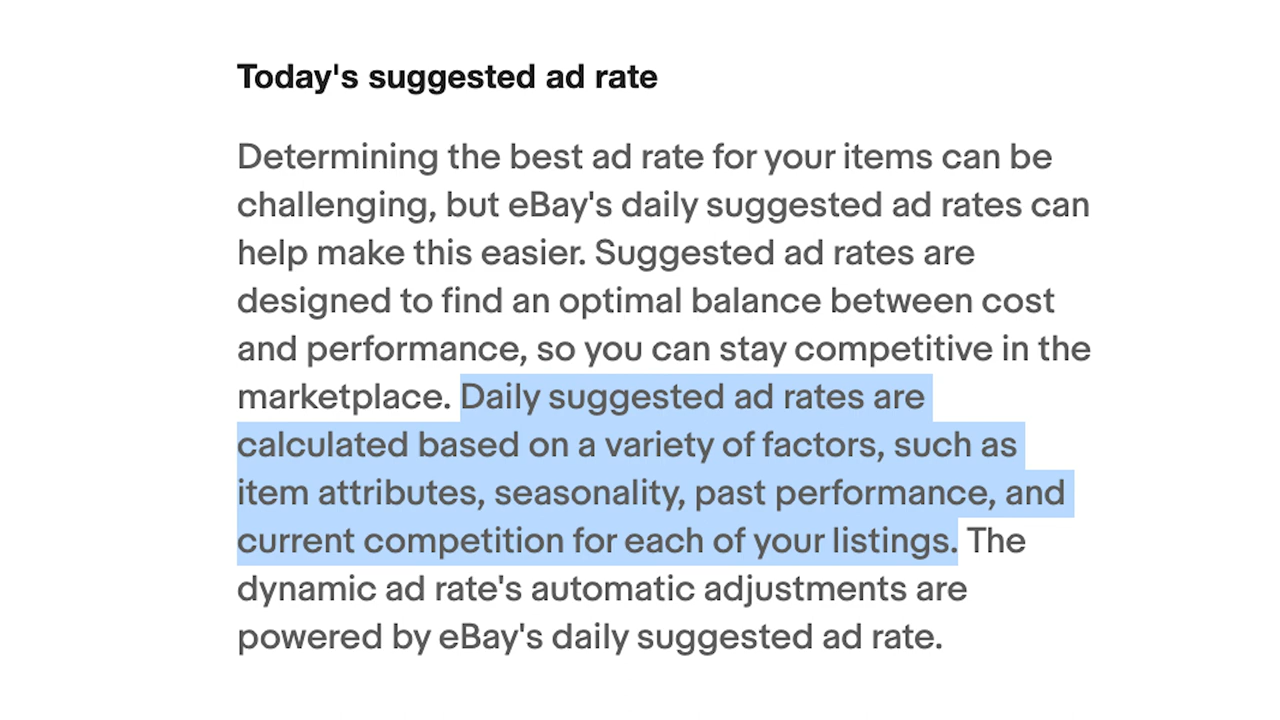 Today's suggested ad rate
Determining the best ad rate for your items can be
challenging, but eBay's daily suggested ad rates can
help make this easier. Suggested ad rates are
designed to find an optimal balance between cost
and performance, so you can stay competitive in the
marketplace. Daily suggested ad rates are
calculated based on a variety of factors, such as
item attributes, seasonality, past performance, and
current competition for each of your listings. The
dynamic ad rate's automatic adjustments are
powered by eBay's daily suggested ad rate.